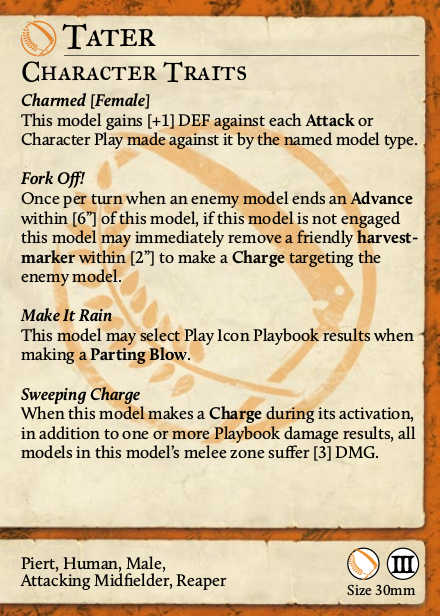 Tater
Character Traits
Charmed [Female]
This model gains [+1] DEF against each Attack or
Character Play made against it by the named model type.
Fork Off!
Once per turn when an enemy model ends an Advance
within [6”] of this model, if this model is not engaged
this model may immediately remove a friendly harvest-
marker within [2”] to make a Charge targeting the
enemy model.
Make It Rain
This model may select Play Icon Playbook results when
making a Parting Blow.
Sweeping Charge
When this model makes a Charge during its activation,
in addition to one or more Playbook damage results, all
models in this model’s melee zone suffer [3] DMG.
Piert, Human, Male,
Attacking Midfielder, Reaper
III
Size 30mm